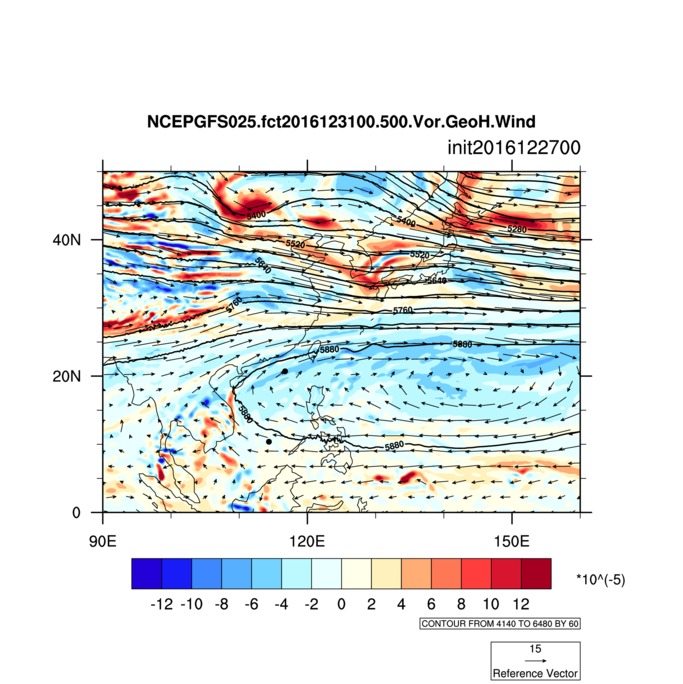 NCEPGFS025.fct2016123100.500.Vor.GeoH.Wind
init2016122700
40N
20N
0
90E 120E 150E
5400
5400
5280
5520
5520
5640
5640
5760
5760
5880
5880
5880
5880
-12 -10 -8 -6 -4 -2 0 2 4 6 8 10 12
*10^(-5)
CONTOUR FROM 4140 TO 6480 BY 60
15
Reference Vector